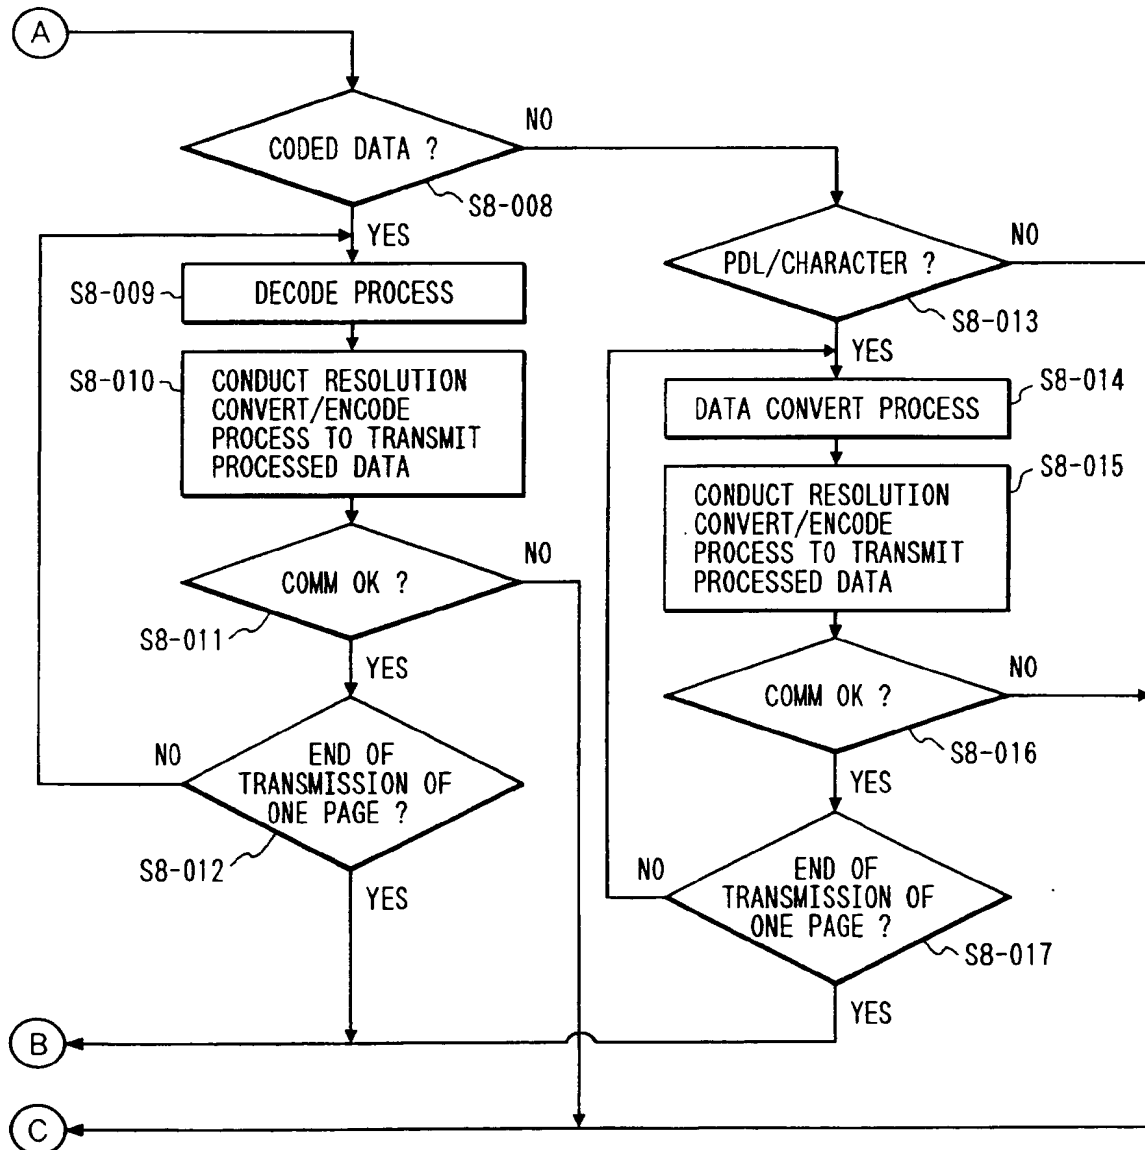 A
CODED DATA ?
NO
S8-008
YES
S8-009
DECODE PROCESS
S8-010
CONDUCT RESOLUTION
CONVERT/ENCODE
PROCESS TO TRANSMIT
PROCESSED DATA
COMM OK ?
NO
S8-011
YES
END OF
TRANSMISSION OF
ONE PAGE ?
NO
S8-012
YES
PDL/CHARACTER ?
NO
S8-013
YES
DATA CONVERT PROCESS
S8-014
S8-015
CONDUCT RESOLUTION
CONVERT/ENCODE
PROCESS TO TRANSMIT
PROCESSED DATA
COMM OK ?
NO
S8-016
YES
END OF
TRANSMISSION OF
ONE PAGE ?
NO
S8-017
YES
B
C